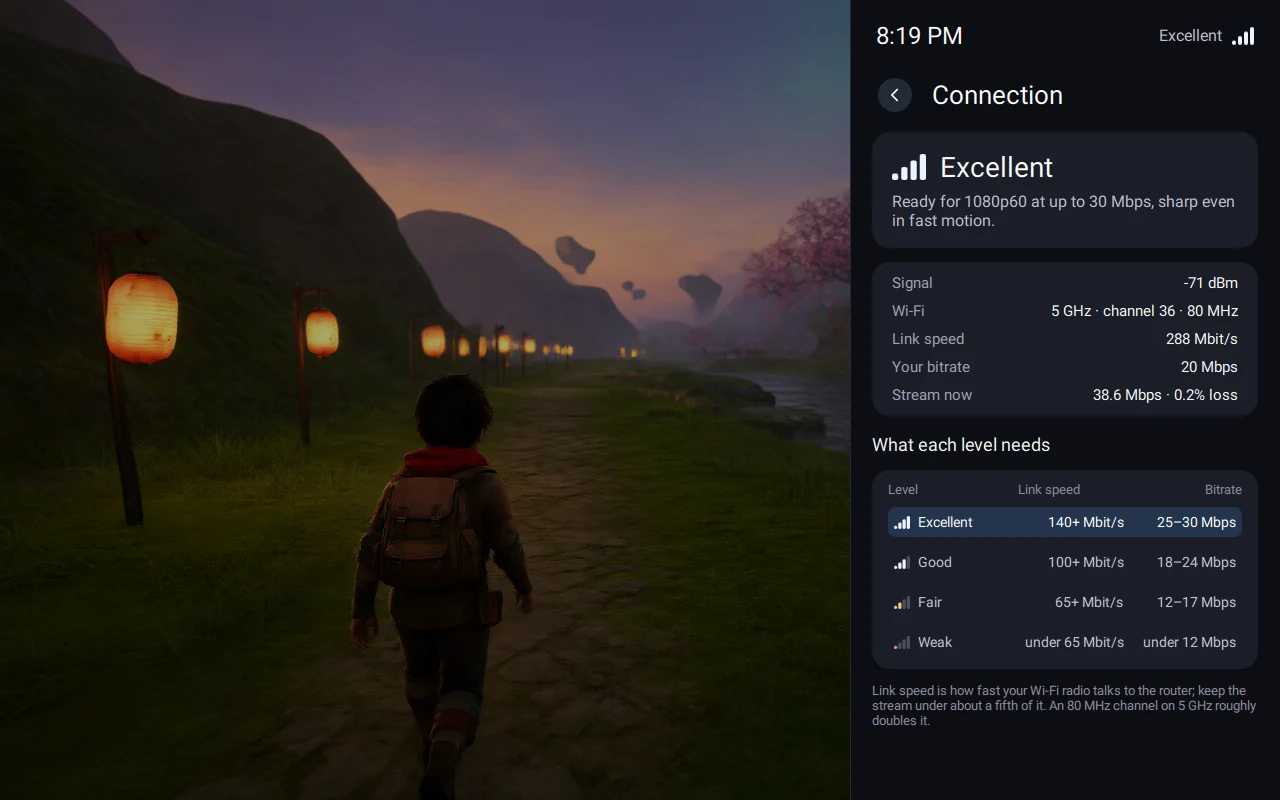 8:19 PM
Excellent
Connection
Excellent
Ready for 1080p60 at up to 30 Mbps, sharp even
in fast motion.
Signal -71 dBm
Wi-Fi 5 GHz · channel 36 · 80 MHz
Link speed 288 Mbit/s
Your bitrate 20 Mbps
Stream now 38.6 Mbps · 0.2% loss
What each level needs
Level Link speed Bitrate
Excellent 140+ Mbit/s 25–30 Mbps
Good 100+ Mbit/s 18–24 Mbps
Fair 65+ Mbit/s 12–17 Mbps
Weak under 65 Mbit/s under 12 Mbps
Link speed is how fast your Wi-Fi radio talks to the router; keep the
stream under about a fifth of it. An 80 MHz channel on 5 GHz roughly
doubles it.